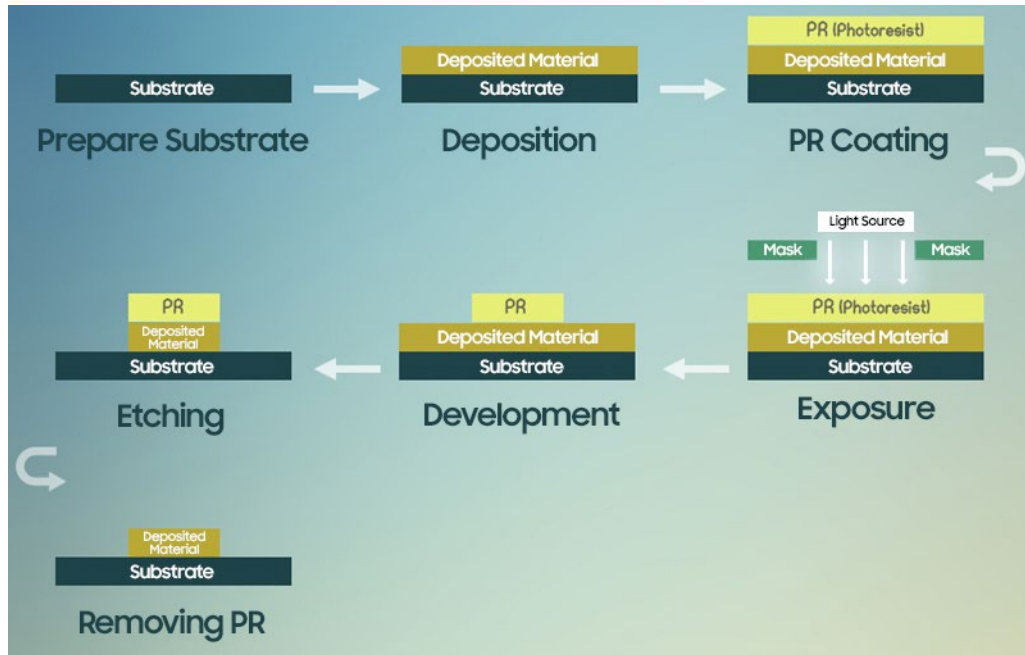 Substrate
Prepare Substrate
Deposited Material
Substrate
Deposition
PR (Photoresist)
Deposited Material
Substrate
PR Coating
Light Source
Mask
Mask
PR (Photoresist)
Deposited Material
Substrate
Exposure
PR
Deposited Material
Substrate
Development
PR
Deposited
Material
Substrate
Etching
Deposited
Material
Substrate
Removing PR